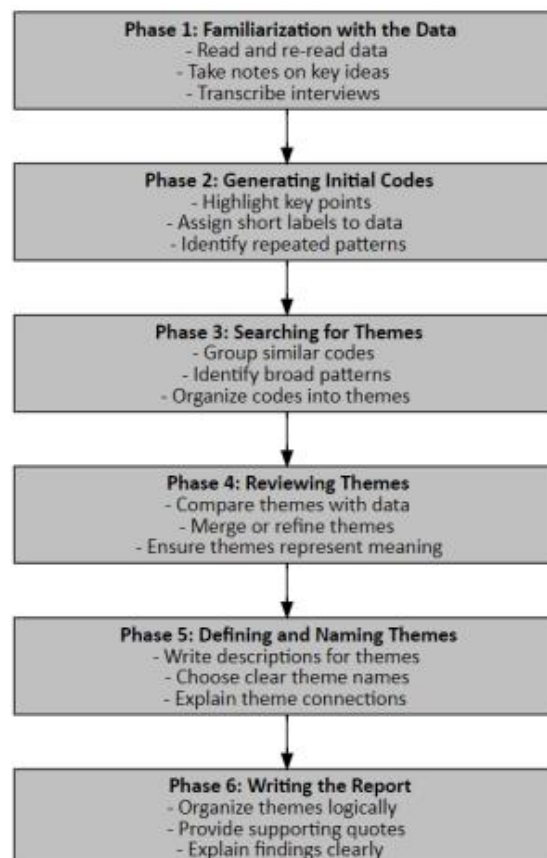 Phase 1: Familiarization with the Data
- Read and re-read data
- Take notes on key ideas
- Transcribe interviews
Phase 2: Generating Initial Codes
- Highlight key points
- Assign short labels to data
- Identify repeated patterns
Phase 3: Searching for Themes
- Group similar codes
- Identify broad patterns
- Organize codes into themes
Phase 4: Reviewing Themes
- Compare themes with data
- Merge or refine themes
- Ensure themes represent meaning
Phase 5: Defining and Naming Themes
- Write descriptions for themes
- Choose clear theme names
- Explain theme connections
Phase 6: Writing the Report
- Organize themes logically
- Provide supporting quotes
- Explain findings clearly